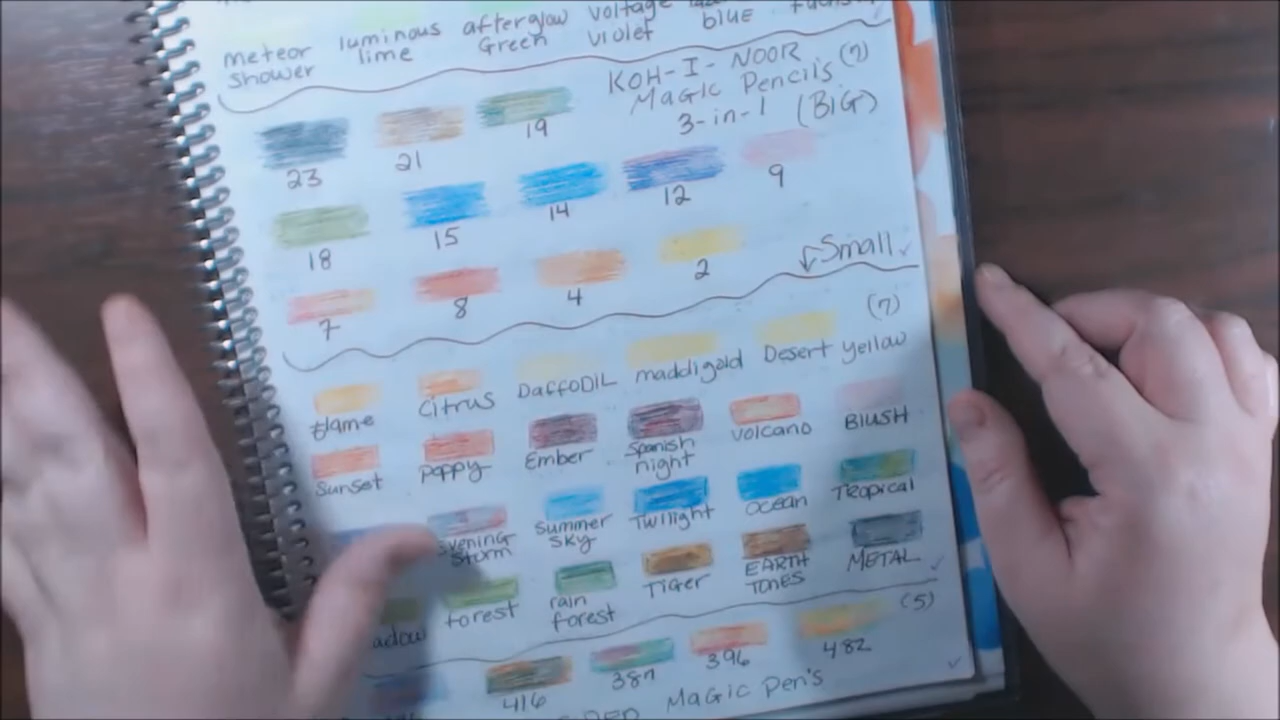 meteor shower luminous lime afterglow Green voltage violet blue
KOH-I-NOOR (7)
Magic Pencils
3-in-1 (BIG)
23 21 19
18 15 14 12 9
7 8 4 2 Small
(7)
flame citrus DaffoDIL maddigold Desert yellow
Sunset poppy Ember Spanish night volcano BLUSH
Evening Storm Summer Sky Twilight Ocean Tropical
forest rain forest TiGer EARTH TONES METAL
(5)
416 387 396 482
Magic Pen's